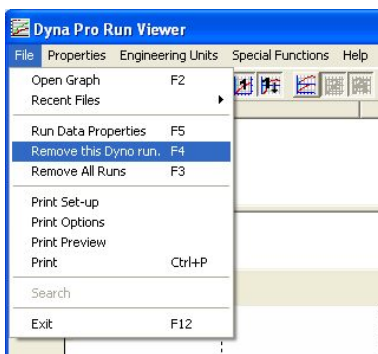 Dyna Pro Run Viewer
File Properties Engineering Units Special Functions Help
Open Graph F2
Recent Files
Run Data Properties F5
Remove this Dyno run. F4
Remove All Runs F3
Print Set-up
Print Options
Print Preview
Print Ctrl+P
Search
Exit F12